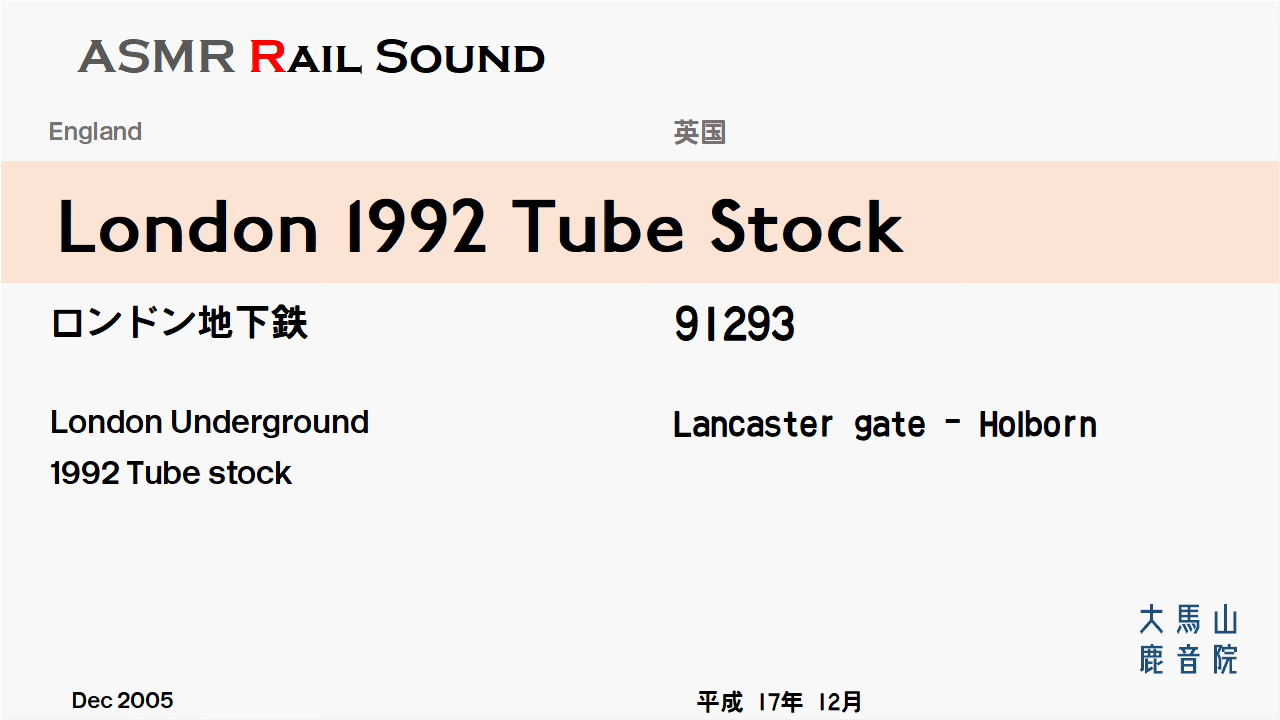 ASMR RAIL SOUND
England
英国
London 1992 Tube Stock
ロンドン地下鉄
91293
London Underground
Lancaster gate - Holborn
1992 Tube stock
大馬山
鹿音院
Dec 2005
平成 17年 12月